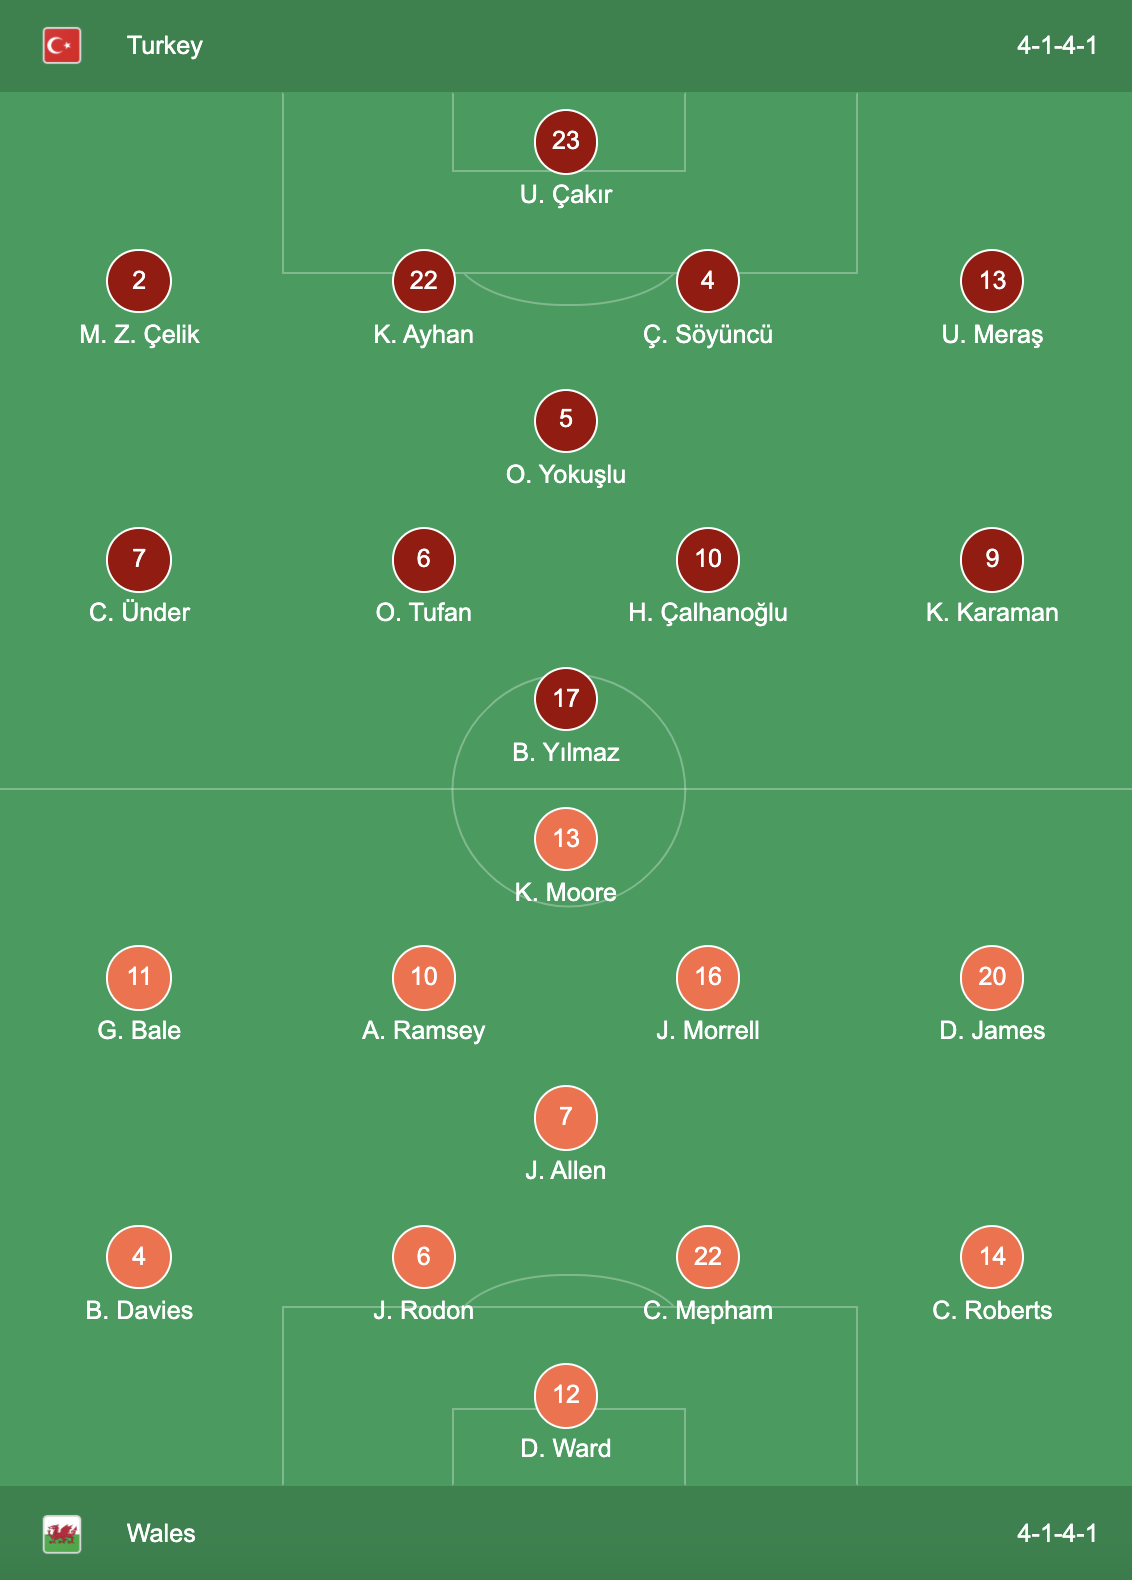 Turkey 4-1-4-1
23
U. Çakır
2 22 4 13
M. Z. Çelik K. Ayhan Ç. Söyüncü U. Meraş
5
O. Yokuşlu
7 6 10 9
C. Ünder O. Tufan H. Çalhanoğlu K. Karaman
17
B. Yılmaz
13
K. Moore
11 10 16 20
G. Bale A. Ramsey J. Morrell D. James
7
J. Allen
4 6 22 14
B. Davies J. Rodon C. Mepham C. Roberts
12
D. Ward
Wales 4-1-4-1